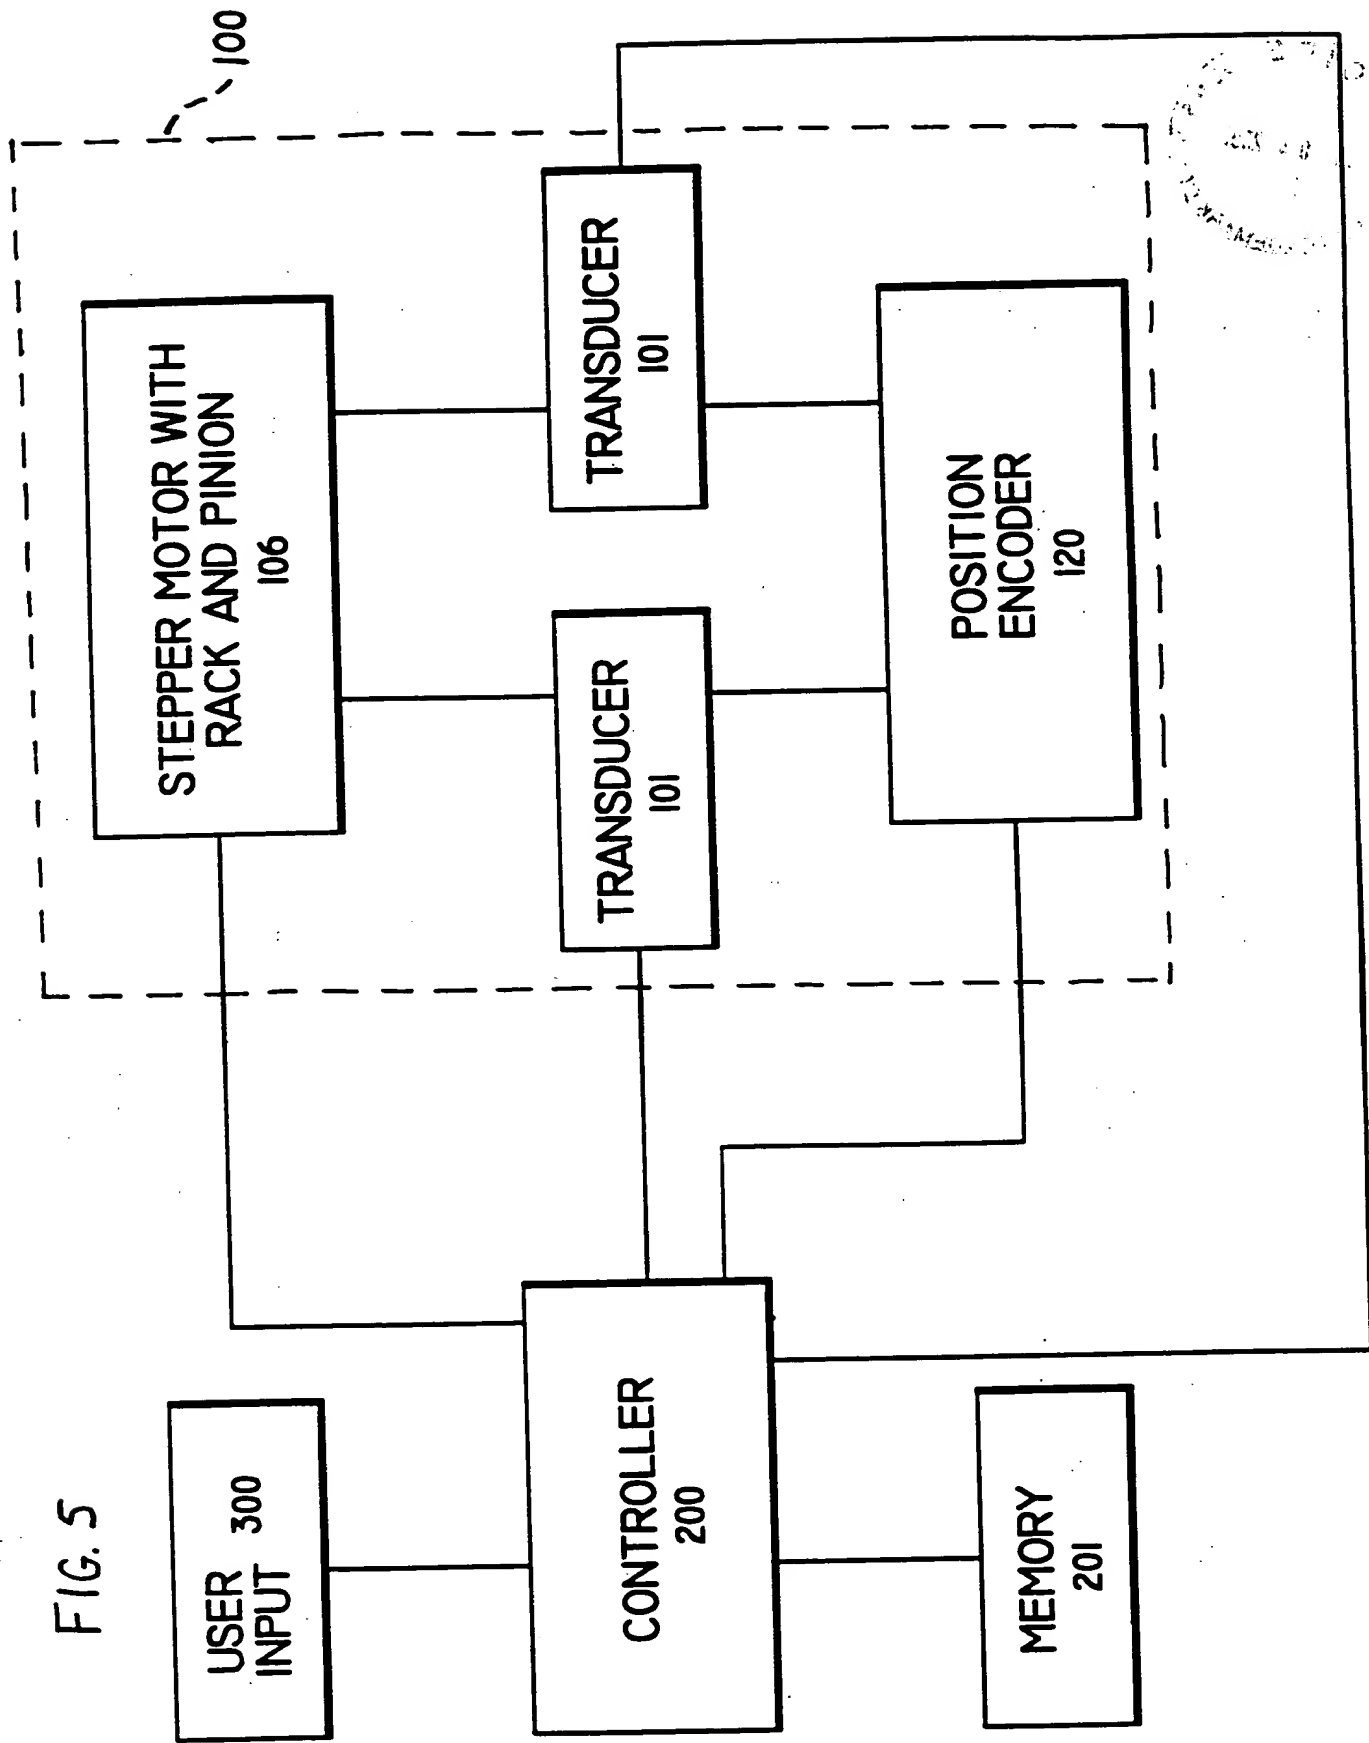 FIG. 5
100
USER
INPUT 300
STEPPER MOTOR WITH
RACK AND PINION
106
CONTROLLER
200
TRANSDUCER
101
TRANSDUCER
101
MEMORY
201
POSITION
ENCODER
120